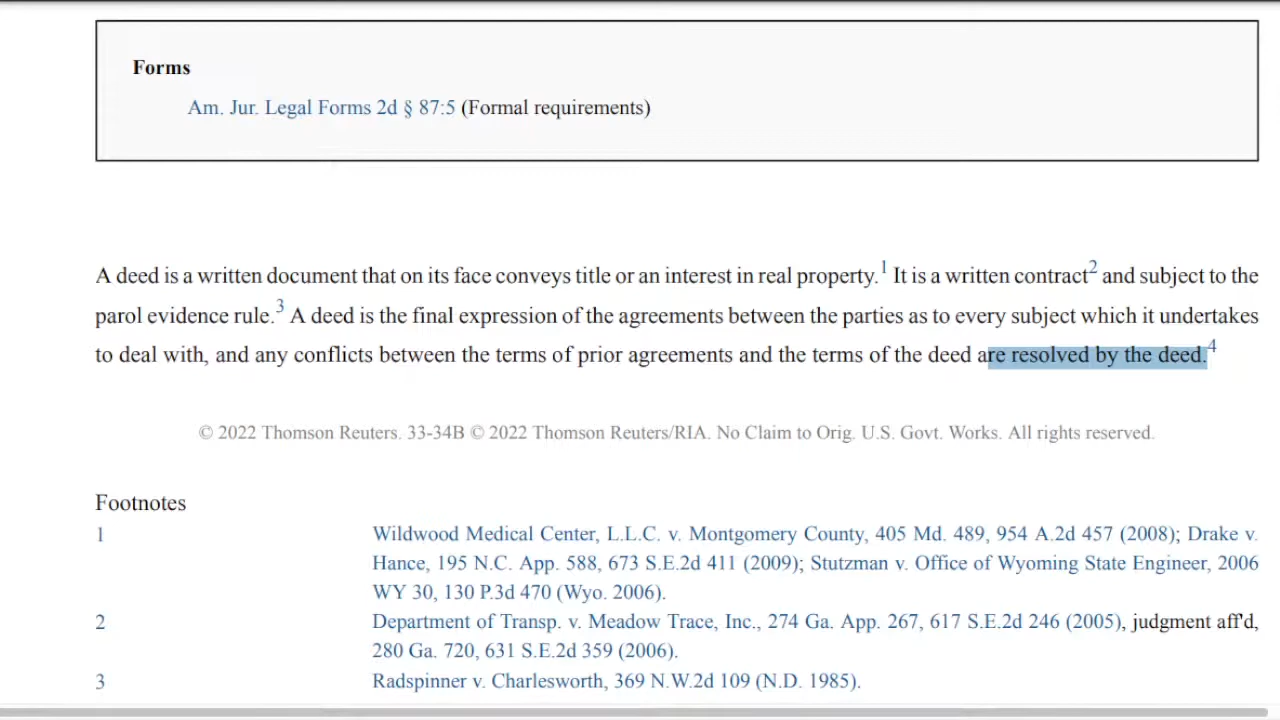 Forms
Am. Jur. Legal Forms 2d § 87:5 (Formal requirements)
A deed is a written document that on its face conveys title or an interest in real property.1 It is a written contract2 and subject to the
parol evidence rule.3 A deed is the final expression of the agreements between the parties as to every subject which it undertakes
to deal with, and any conflicts between the terms of prior agreements and the terms of the deed are resolved by the deed.4
© 2022 Thomson Reuters. 33-34B © 2022 Thomson Reuters/RIA. No Claim to Orig. U.S. Govt. Works. All rights reserved.
Footnotes
1 Wildwood Medical Center, L.L.C. v. Montgomery County, 405 Md. 489, 954 A.2d 457 (2008); Drake v.
Hance, 195 N.C. App. 588, 673 S.E.2d 411 (2009); Stutzman v. Office of Wyoming State Engineer, 2006
WY 30, 130 P.3d 470 (Wyo. 2006).
2 Department of Transp. v. Meadow Trace, Inc., 274 Ga. App. 267, 617 S.E.2d 246 (2005), judgment aff'd,
280 Ga. 720, 631 S.E.2d 359 (2006).
3 Radspinner v. Charlesworth, 369 N.W.2d 109 (N.D. 1985).